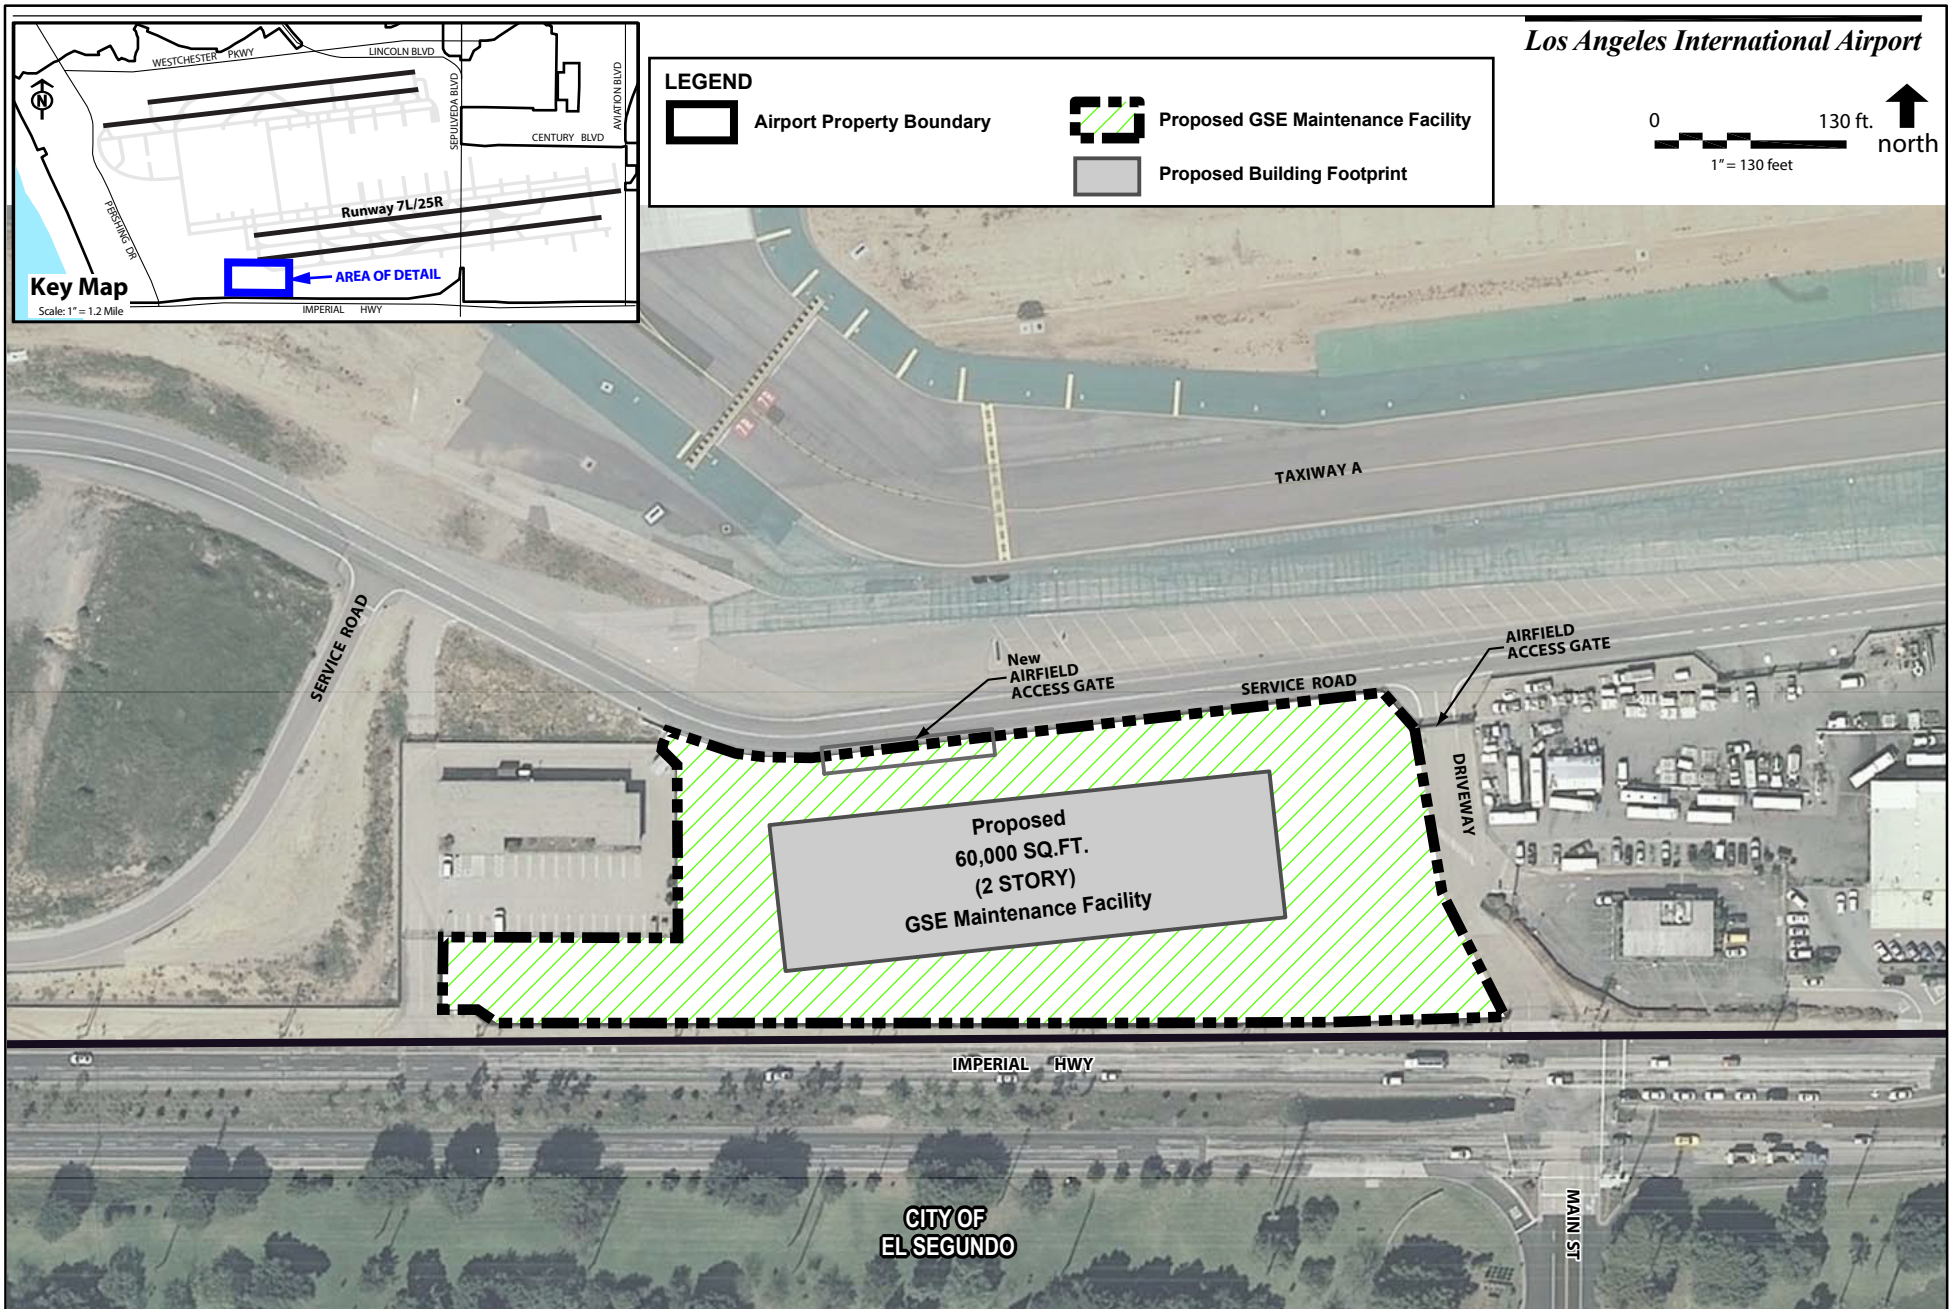 WESTCHESTER PKWY
LINCOLN BLVD
SEPULVEDA BLVD
AVIATION BLVD
CENTURY BLVD
N
PERSHING DR
Runway 7L/25R
AREA OF DETAIL
Key Map
Scale: 1" = 1.2 Mile
IMPERIAL HWY
LEGEND
Airport Property Boundary
Proposed GSE Maintenance Facility
Proposed Building Footprint
Los Angeles International Airport
0 130 ft.
1" = 130 feet
north
TAXIWAY A
SERVICE ROAD
New
AIRFIELD
ACCESS GATE
SERVICE ROAD
AIRFIELD
ACCESS GATE
DRIVEWAY
Proposed
60,000 SQ.FT.
(2 STORY)
GSE Maintenance Facility
IMPERIAL HWY
CITY OF
EL SEGUNDO
MAIN ST